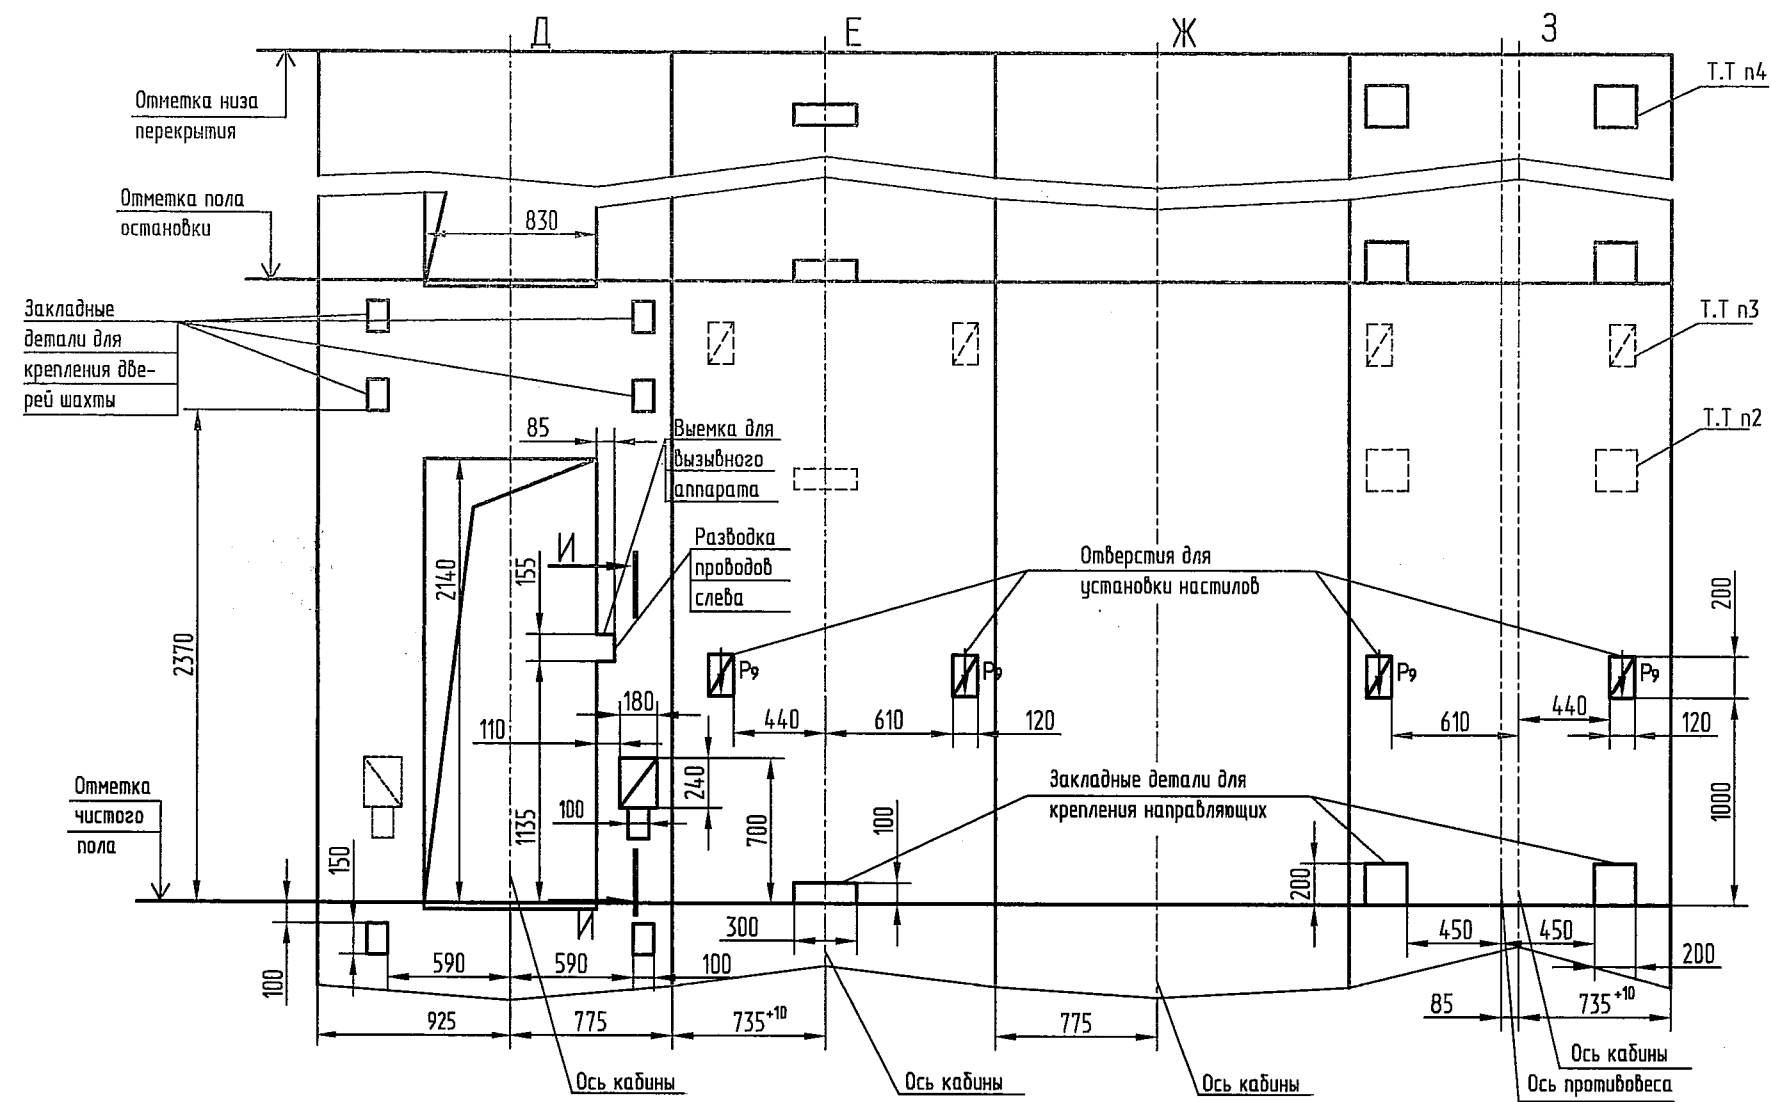 Д
Е
Ж
З
Отметка низа
перекрытия
Т.Т п4
Отметка пола
остановки
830
Закладные
детали для
крепления две-
рей шахты
Т.Т п3
Т.Т п2
85
Выемка для
вызывного
аппарата
Разводка
проводов
слева
И
155
2140
2370
Отверстия для
установки настилов
200
Р9
Р9
Р9
Р9
180
110
440
610
120
610
440
120
240
700
100
1135
1000
Закладные детали для
крепления направляющих
100
200
Отметка
чистого
пола
150
И
300
450
450
100
590
590
100
200
925
775
735+10
775
85
735+10
Ось кабины
Ось кабины
Ось кабины
Ось кабины
Ось противовеса